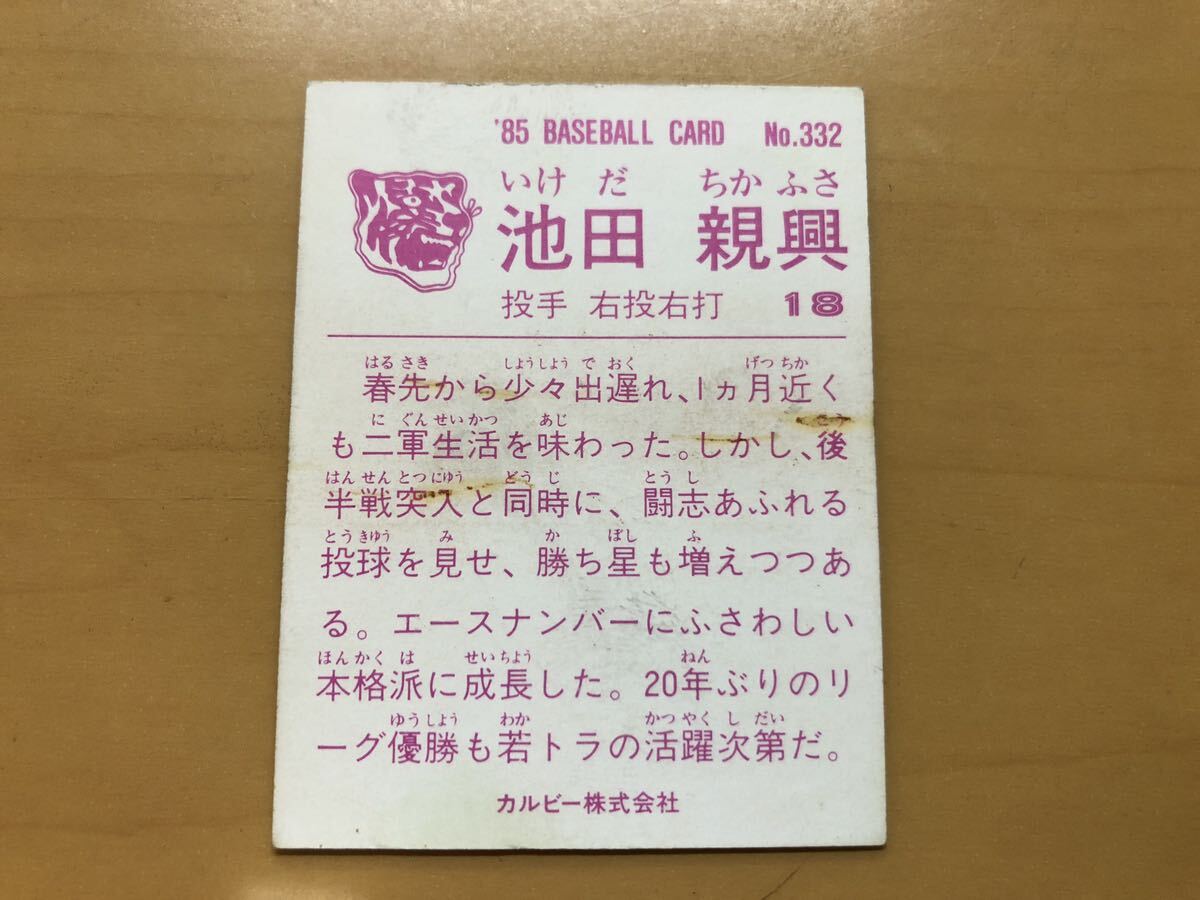 '85 BASEBALL CARD No.332
いけ だ ちか ふさ
池田 親興
投手 右投右打 18
はる さき しょうしょう で おく げつ ちか
春先から少々出遅れ、1ヵ月近く
に ぐん せい かつ あじ こう
も二軍生活を味わった。しかし、後
はん せん とつ にゅう どう じ とう し
半戦突入と同時に、闘志あふれる
とう きゅう み か ぼし ふ
投球を見せ、勝ち星も増えつつあ
る。エースナンバーにふさわしい
ほん かく は せい ちょう ねん
本格派に成長した。20年ぶりのリ
ゆう しょう わか かつ やく し だい
ーグ優勝も若トラの活躍次第だ。
カルビー株式会社